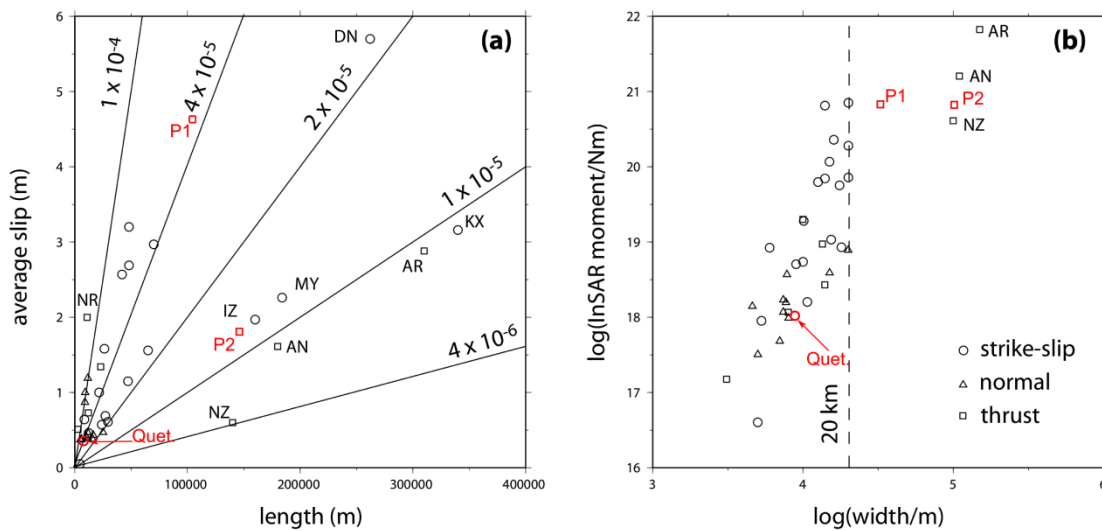 (a)
6
5
4
3
2
1
0
average slip (m)
0
100000
200000
300000
400000
length (m)
1 x 10-4
4 x 10-5
2 x 10-5
1 x 10-5
4 x 10-6
DN
P1
KX
AR
NR
IZ
MY
P2
AN
NZ
Quet.
(b)
22
21
20
19
18
17
16
log(InSAR moment/Nm)
3
4
5
6
log(width/m)
AR
AN
P1
P2
NZ
Quet.
20 km
strike-slip
normal
thrust